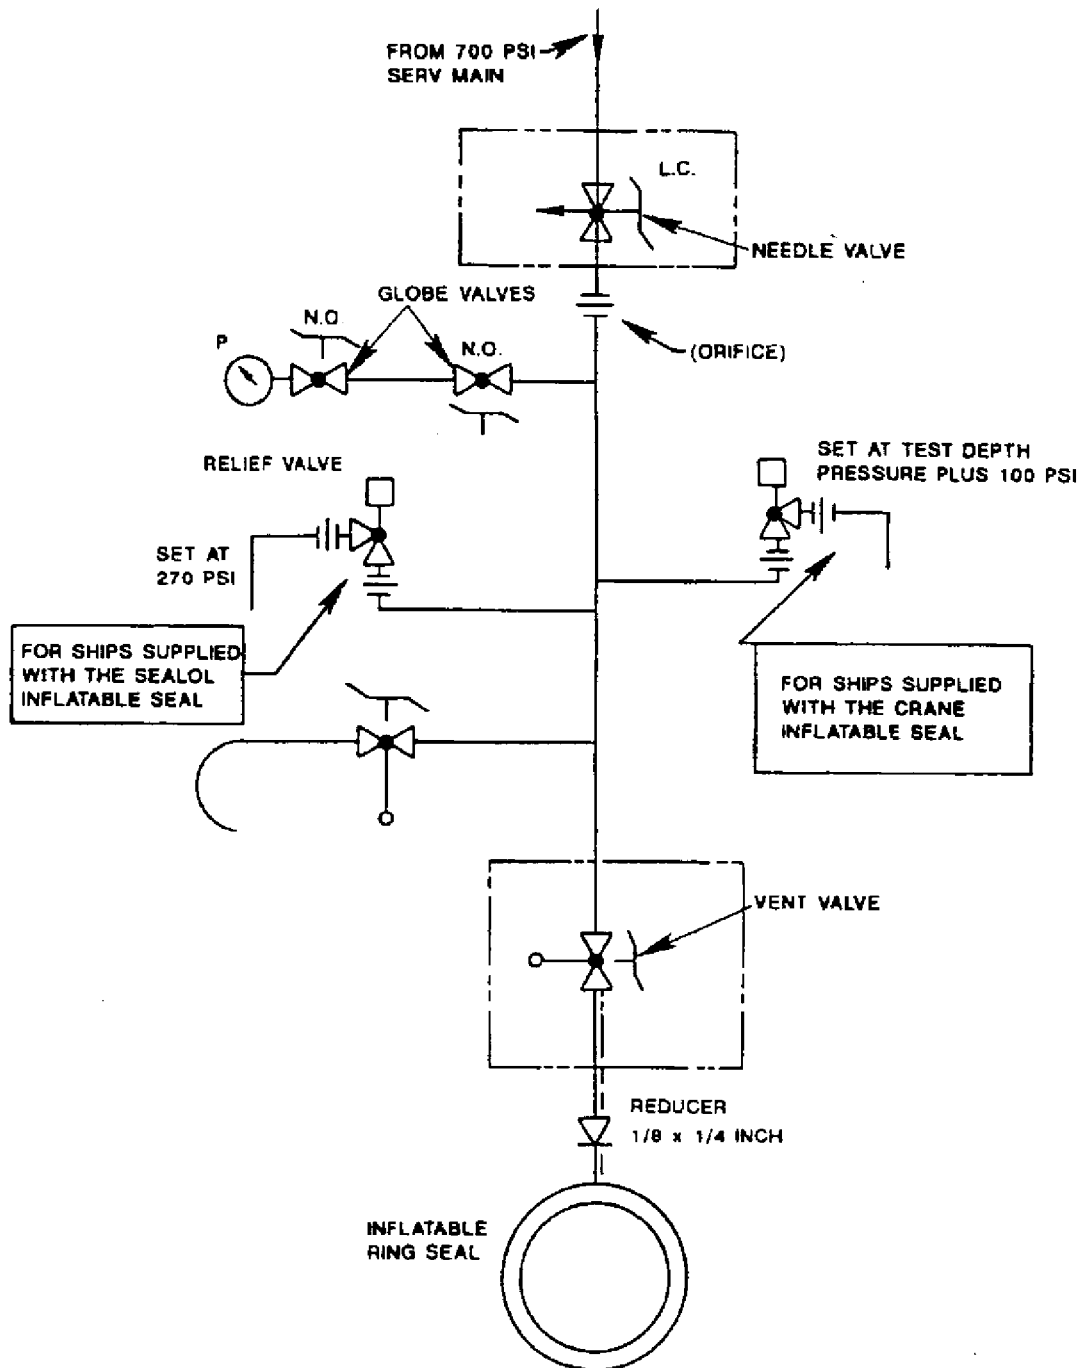 FROM 700 PSI
SERV MAIN
L.C.
NEEDLE VALVE
GLOBE VALVES
N.O.
P
N.O.
(ORIFICE)
RELIEF VALVE
SET AT TEST DEPTH
PRESSURE PLUS 100 PSI
SET AT
270 PSI
FOR SHIPS SUPPLIED
WITH THE SEALOL
INFLATABLE SEAL
FOR SHIPS SUPPLIED
WITH THE CRANE
INFLATABLE SEAL
VENT VALVE
REDUCER
1/8 x 1/4 INCH
INFLATABLE
RING SEAL